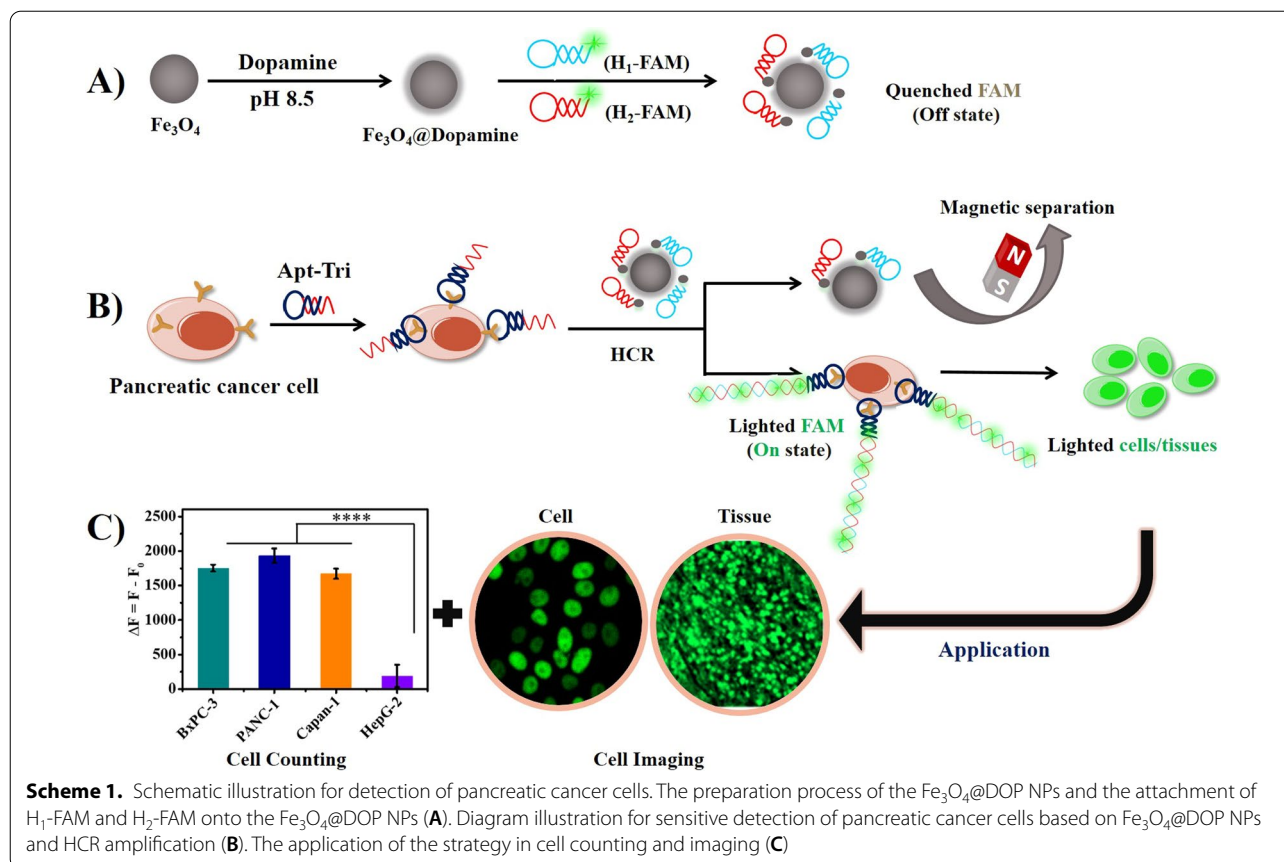 A)
Dopamine
pH 8.5
Fe₃O₄
Fe₃O₄@Dopamine
(H₁-FAM)
(H₂-FAM)
Quenched FAM
(Off state)
B)
Apt-Tri
Pancreatic cancer cell
HCR
Magnetic separation
N
S
Lighted FAM
(On state)
Lighted cells/tissues
C)
ΔF = F - F₀
2500
2000
1500
1000
500
0
****
BxPC-3
PANC-1
Capan-1
HepG-2
Cell Counting
Cell
Tissue
Cell Imaging
Application
Scheme 1. Schematic illustration for detection of pancreatic cancer cells. The preparation process of the Fe₃O₄@DOP NPs and the attachment of
H₁-FAM and H₂-FAM onto the Fe₃O₄@DOP NPs (A). Diagram illustration for sensitive detection of pancreatic cancer cells based on Fe₃O₄@DOP NPs
and HCR amplification (B). The application of the strategy in cell counting and imaging (C)